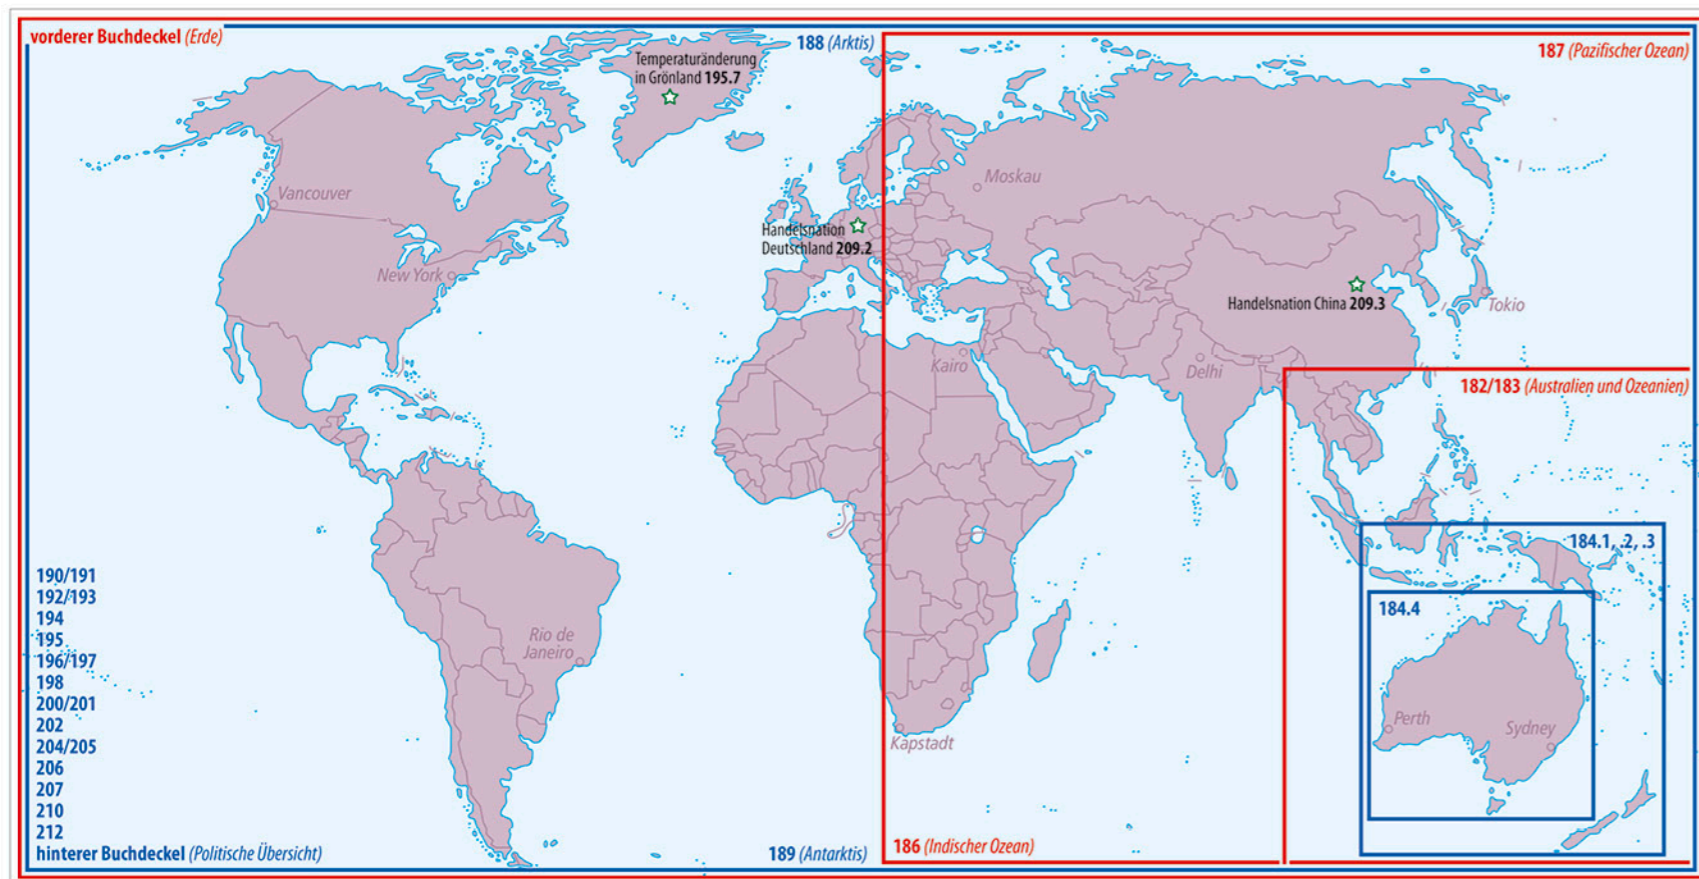 vorderer Buchdeckel (Erde)
188 (Arktis)
187 (Pazifischer Ozean)
Temperaturänderung
in Grönland 195.7
Vancouver
Moskau
Handelsnation
Deutschland 209.2
New York
Handelsnation China 209.3
Tokio
Kairo
Delhi
182/183 (Australien und Ozeanien)
184.1, .2, .3
190/191
192/193
194
195
196/197
198
200/201
202
204/205
206
207
210
212
184.4
Rio de
Janeiro
Perth
Sydney
Kapstadt
hinterer Buchdeckel (Politische Übersicht)
189 (Antarktis)
186 (Indischer Ozean)